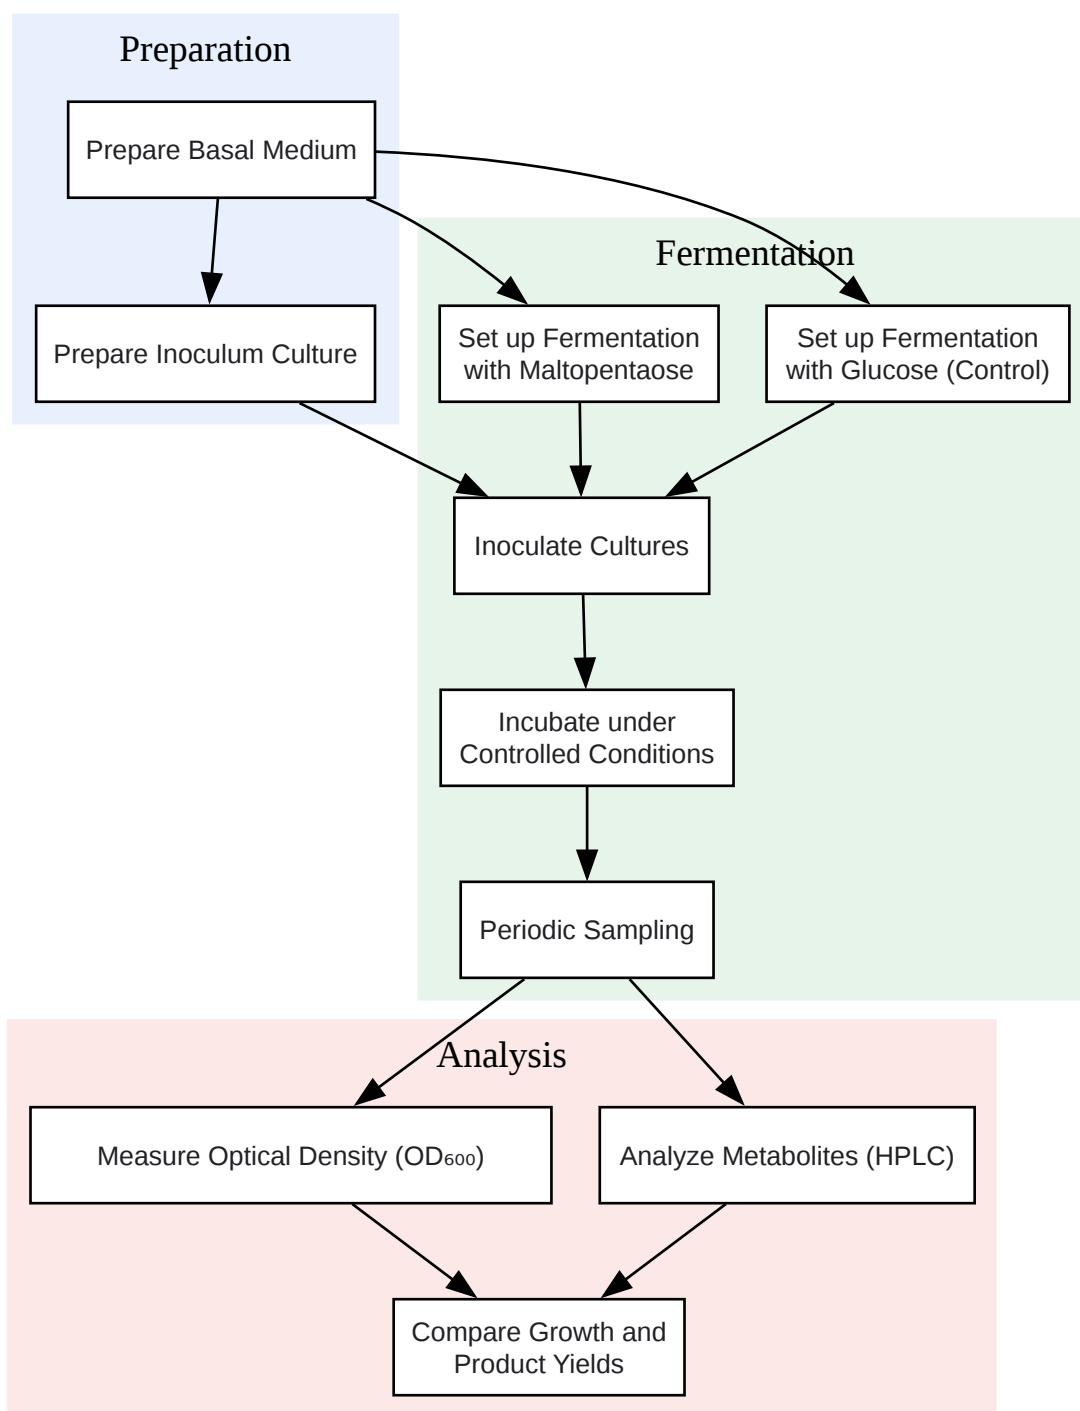 Preparation
Prepare Basal Medium
Fermentation
Prepare Inoculum Culture
Set up Fermentation
with Maltopentaose
Set up Fermentation
with Glucose (Control)
Inoculate Cultures
Incubate under
Controlled Conditions
Periodic Sampling
Analysis
Measure Optical Density (OD₆₀₀)
Analyze Metabolites (HPLC)
Compare Growth and
Product Yields